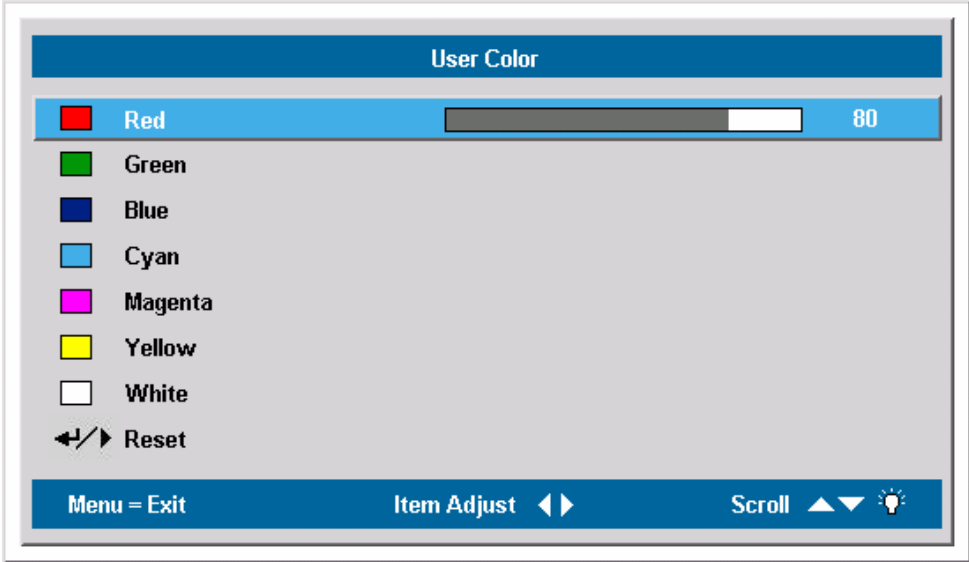 User Color
Red 80
Green
Blue
Cyan
Magenta
Yellow
White
Reset
Menu = Exit Item Adjust Scroll